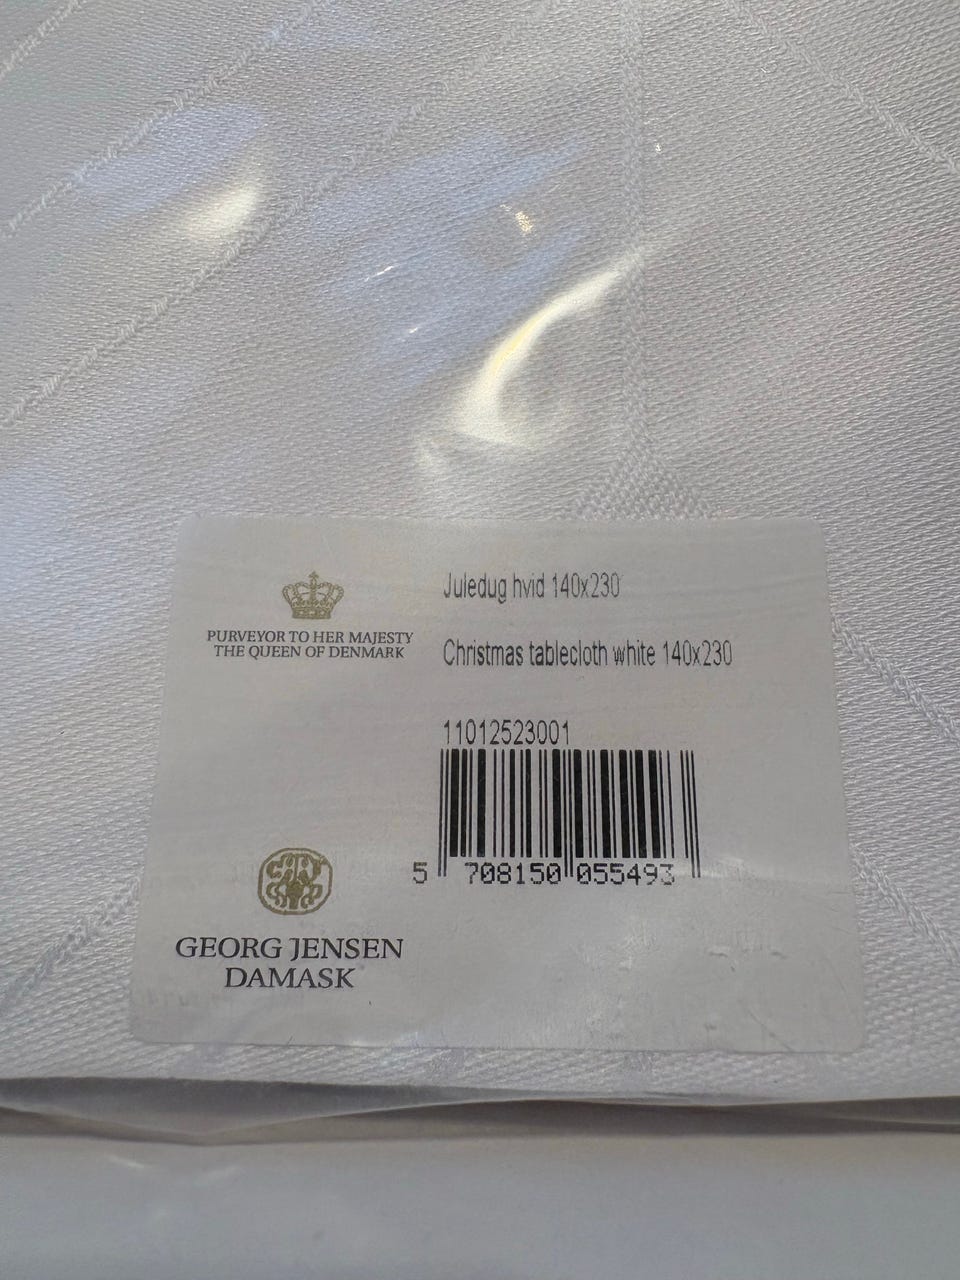 Juledug hvid 140x230
PURVEYOR TO HER MAJESTY
THE QUEEN OF DENMARK
Christmas tablecloth white 140x230
11012523001
5 708150 055493
GEORG JENSEN
DAMASK